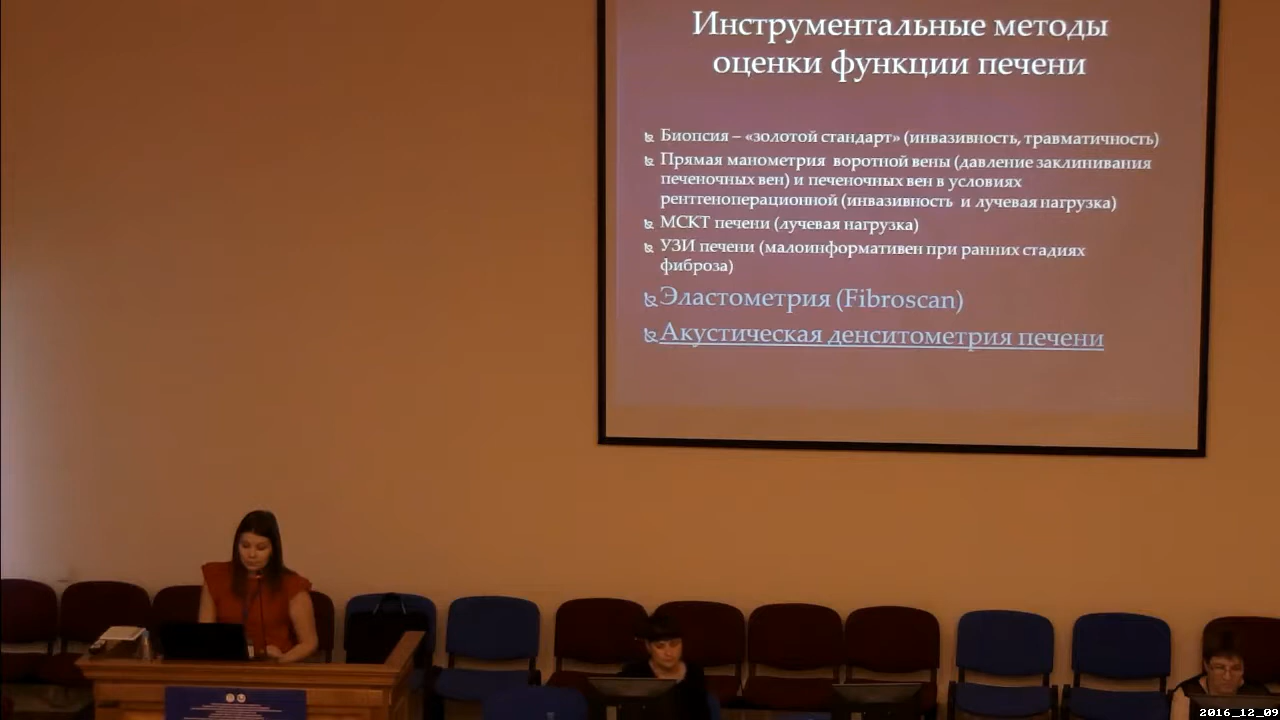 Инструментальные методы
оценки функции печени
Биопсия – «золотой стандарт» (инвазивность, травматичность)
Прямая манометрия воротной вены (давление заклинивания
печеночных вен) и печеночных вен в условиях
рентгеноперационной (инвазивность и лучевая нагрузка)
МСКТ печени (лучевая нагрузка)
УЗИ печени (малоинформативен при ранних стадиях
фиброза)
Эластометрия (Fibroscan)
Акустическая денситометрия печени
2016_12_09